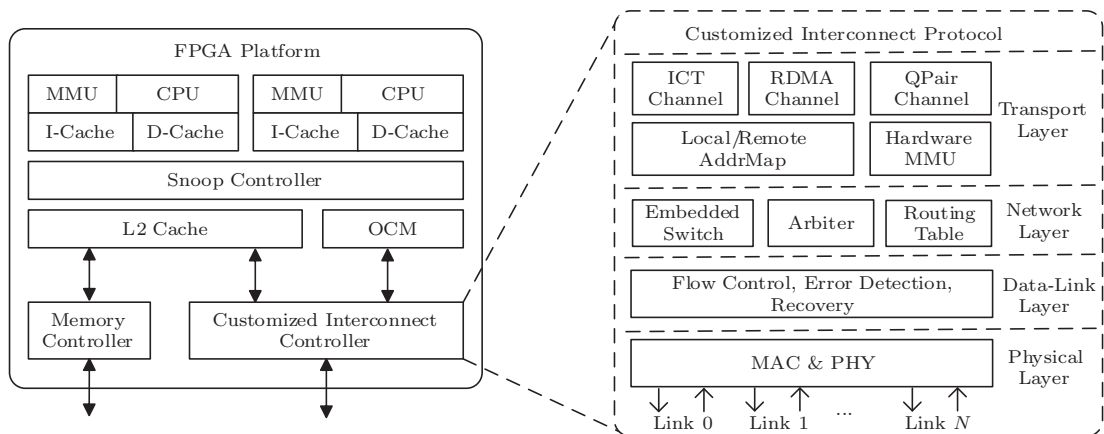 FPGA Platform
MMU CPU MMU CPU
I-Cache D-Cache I-Cache D-Cache
Snoop Controller
L2 Cache OCM
Memory
Controller
Customized Interconnect
Controller
Customized Interconnect Protocol
ICT
Channel
RDMA
Channel
QPair
Channel
Local/Remote
AddrMap
Hardware
MMU
Transport
Layer
Embedded
Switch
Arbiter
Routing
Table
Network
Layer
Flow Control, Error Detection,
Recovery
Data-Link
Layer
MAC & PHY
Physical
Layer
Link 0 Link 1 ... Link N